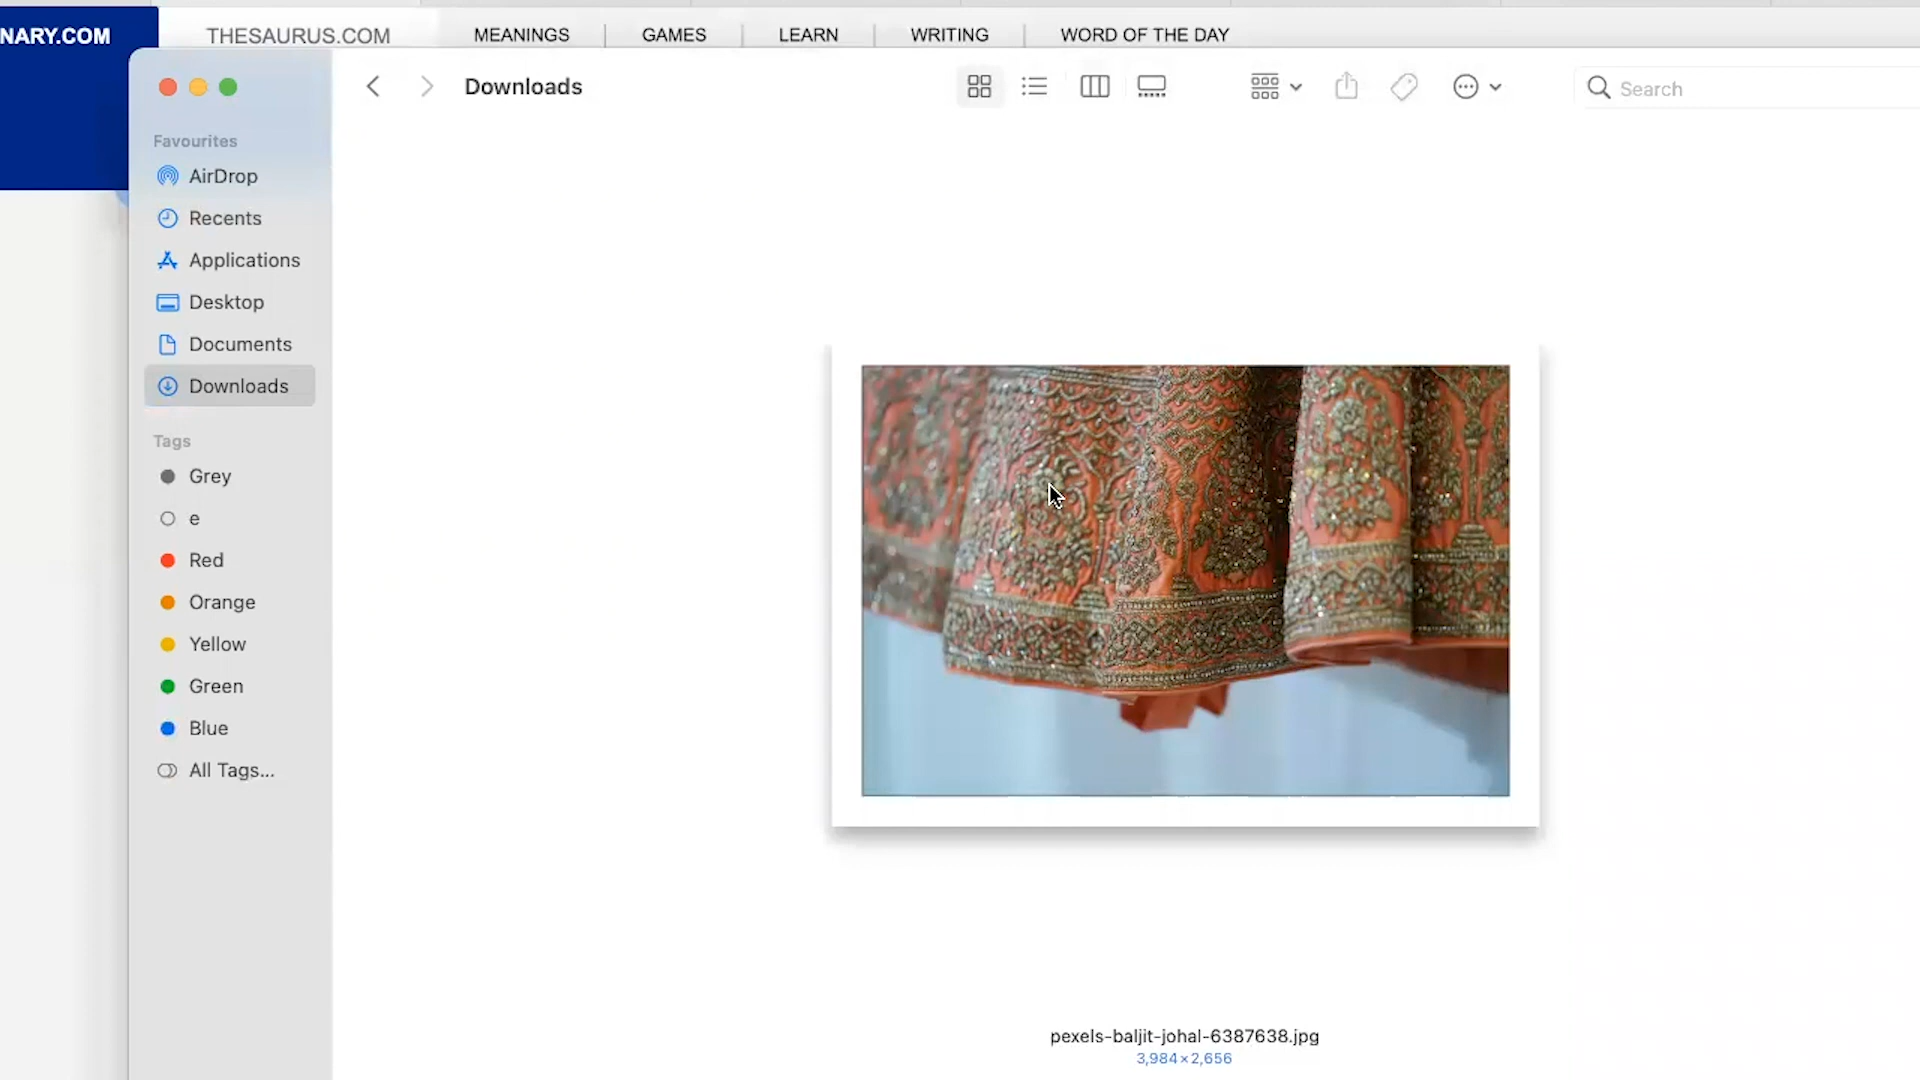 NARY.COM
THESAURUS.COM
MEANINGS
GAMES
LEARN
WRITING
WORD OF THE DAY
Downloads
Search
Favourites
AirDrop
Recents
Applications
Desktop
Documents
Downloads
Tags
Grey
e
Red
Orange
Yellow
Green
Blue
All Tags...
pexels-baljit-johal-6387638.jpg
3,984×2,656